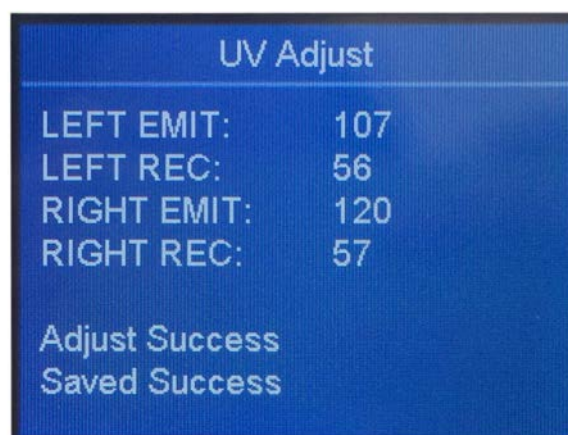 UV Adjust
LEFT EMIT: 107
LEFT REC: 56
RIGHT EMIT: 120
RIGHT REC: 57
Adjust Success
Saved Success